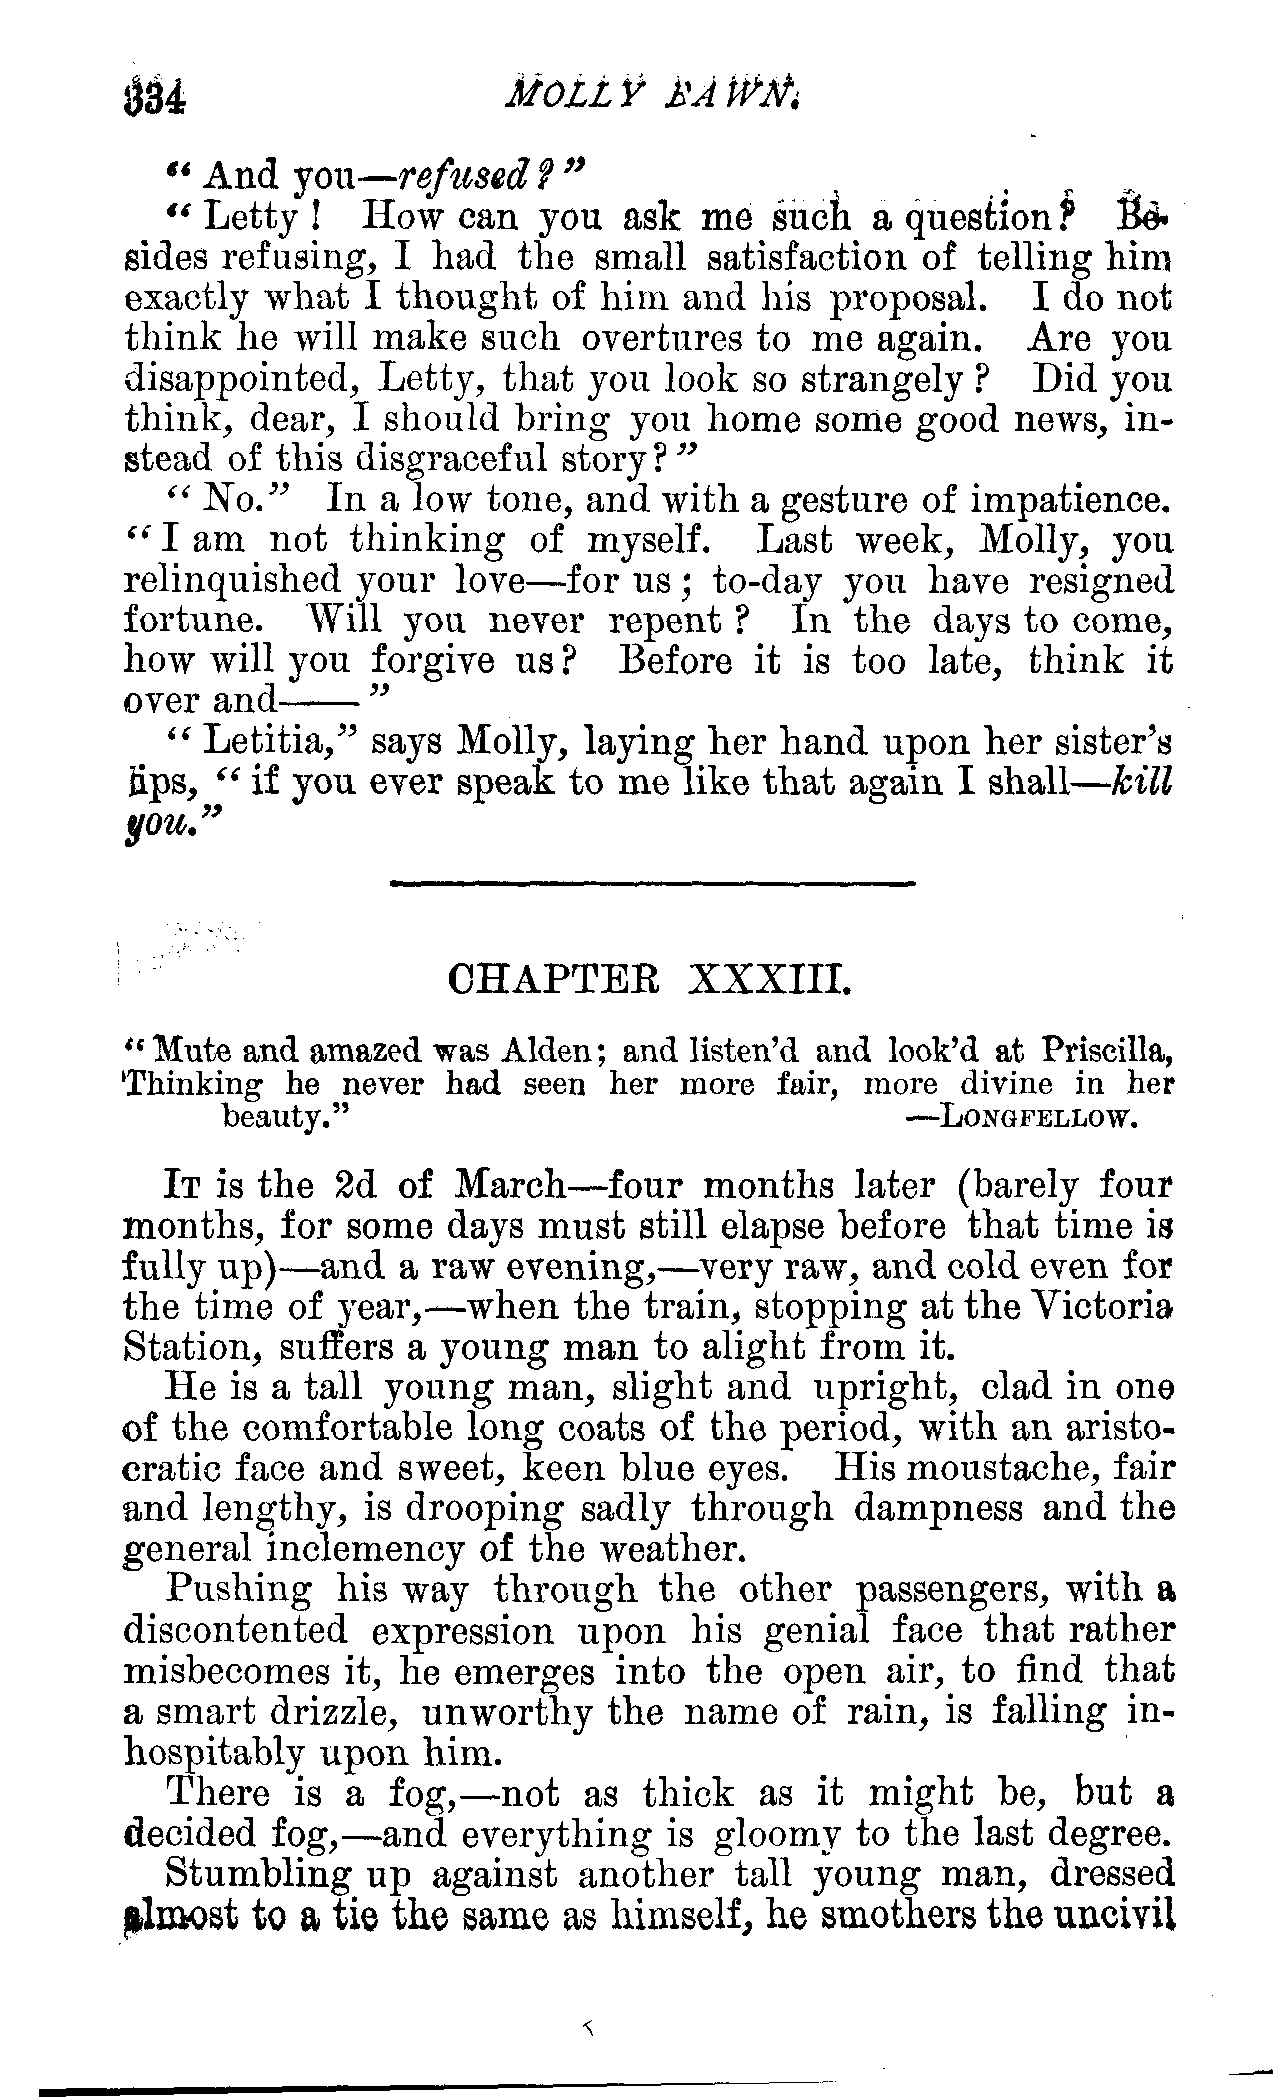 334 MOLLY BAWN.
“And you—refused?”
“Letty! How can you ask me such a question? Be-
sides refusing, I had the small satisfaction of telling him
exactly what I thought of him and his proposal. I do not
think he will make such overtures to me again. Are you
disappointed, Letty, that you look so strangely? Did you
think, dear, I should bring you home some good news, in-
stead of this disgraceful story?”
“No.” In a low tone, and with a gesture of impatience.
“I am not thinking of myself. Last week, Molly, you
relinquished your love—for us; to-day you have resigned
fortune. Will you never repent? In the days to come,
how will you forgive us? Before it is too late, think it
over and——”
“Letitia,” says Molly, laying her hand upon her sister’s
lips, “if you ever speak to me like that again I shall—kill
you.”
CHAPTER XXXIII.
“Mute and amazed was Alden; and listen’d and look’d at Priscilla,
Thinking he never had seen her more fair, more divine in her
beauty.” —LONGFELLOW.
IT is the 2d of March—four months later (barely four
months, for some days must still elapse before that time is
fully up)—and a raw evening,—very raw, and cold even for
the time of year,—when the train, stopping at the Victoria
Station, suffers a young man to alight from it.
He is a tall young man, slight and upright, clad in one
of the comfortable long coats of the period, with an aristo-
cratic face and sweet, keen blue eyes. His moustache, fair
and lengthy, is drooping sadly through dampness and the
general inclemency of the weather.
Pushing his way through the other passengers, with a
discontented expression upon his genial face that rather
misbecomes it, he emerges into the open air, to find that
a smart drizzle, unworthy the name of rain, is falling in-
hospitably upon him.
There is a fog,—not as thick as it might be, but a
decided fog,—and everything is gloomy to the last degree.
Stumbling up against another tall young man, dressed
almost to a tie the same as himself, he smothers the uncivil